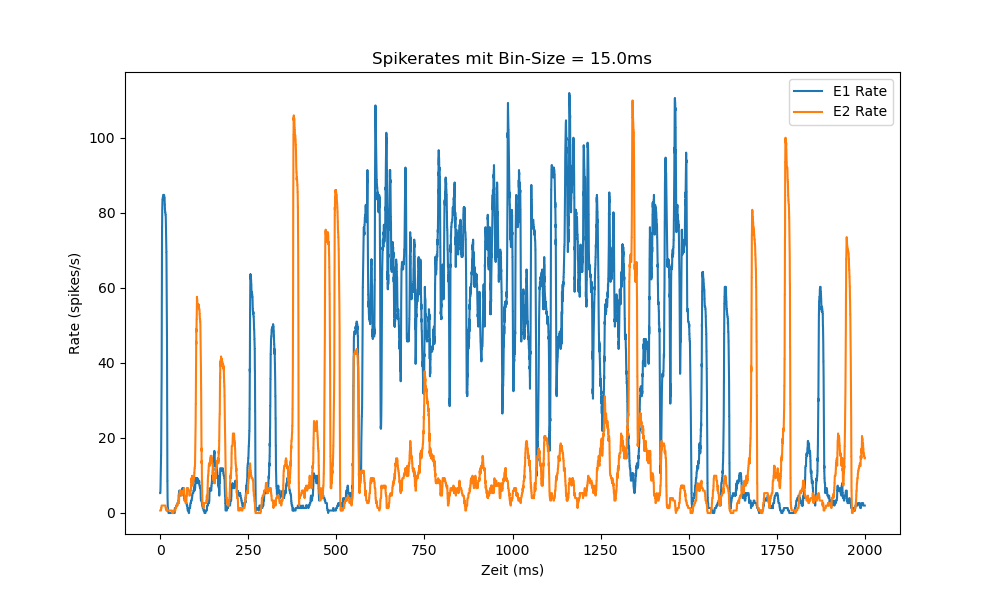 Spikerates mit Bin-Size = 15.0ms
E1 Rate
E2 Rate
100
80
60
40
20
0
Rate (spikes/s)
0 250 500 750 1000 1250 1500 1750 2000
Zeit (ms)